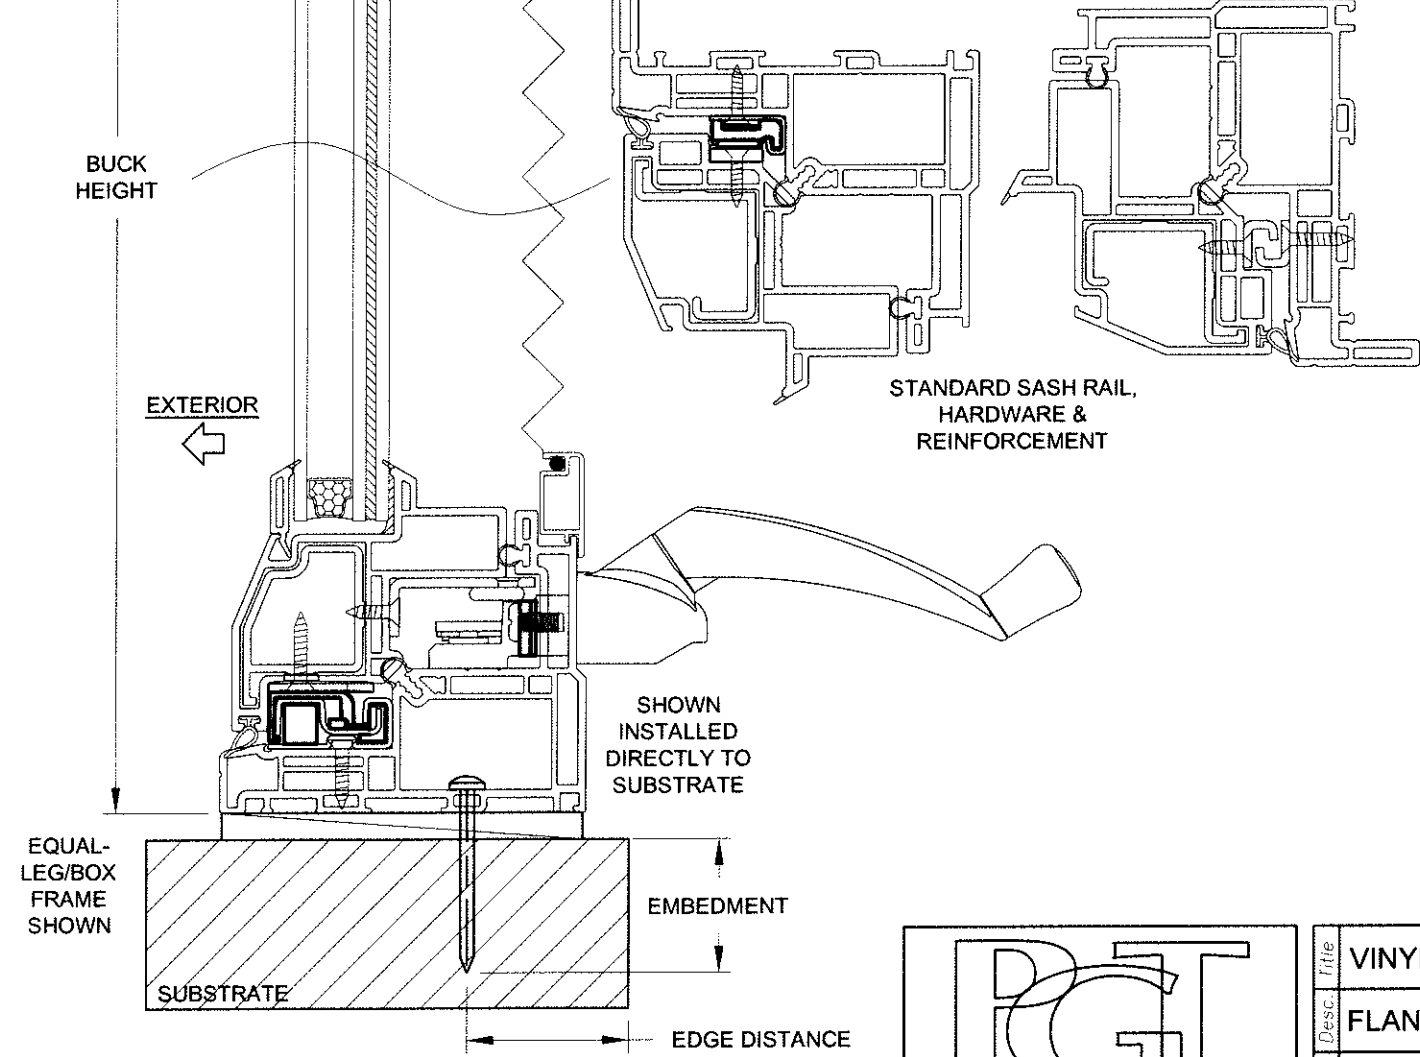 BUCK
HEIGHT
EXTERIOR
STANDARD SASH RAIL,
HARDWARE &
REINFORCEMENT
SHOWN
INSTALLED
DIRECTLY TO
SUBSTRATE
EQUAL-
LEG/BOX
FRAME
SHOWN
EMBEDMENT
SUBSTRATE
EDGE DISTANCE
PGT
Title
VINY
Desc.
FLAN